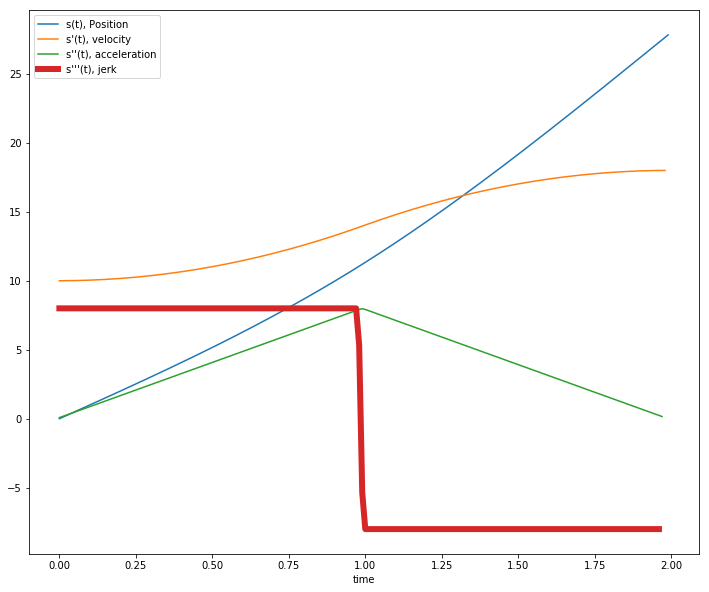 s(t), Position
s'(t), velocity
s''(t), acceleration
s'''(t), jerk
25
20
15
10
5
0
−5
0.00 0.25 0.50 0.75 1.00 1.25 1.50 1.75 2.00
time